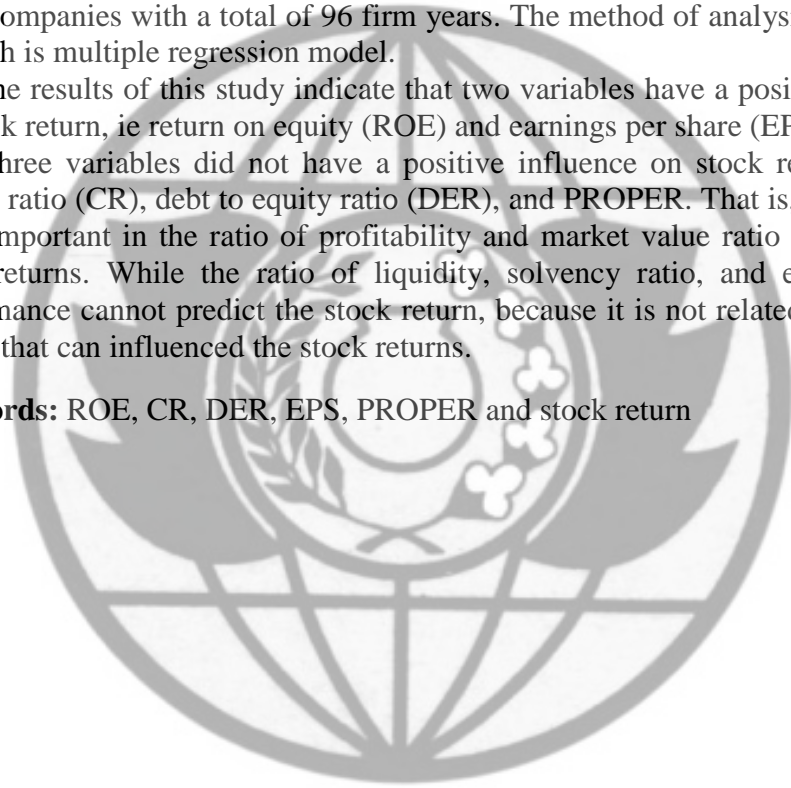 ompanies with a total of 96 firm years. The method of analysi
h is multiple regression model.
ne results of this study indicate that two variables have a posi
k return, ie return on equity (ROE) and earnings per share (EP
hree variables did not have a positive influence on stock re
ratio (CR), debt to equity ratio (DER), and PROPER. That is,
mportant in the ratio of profitability and market value ratio
eturns. While the ratio of liquidity, solvency ratio, and e
mance cannot predict the stock return, because it is not related
that can influenced the stock returns.
ords: ROE, CR, DER, EPS, PROPER and stock return